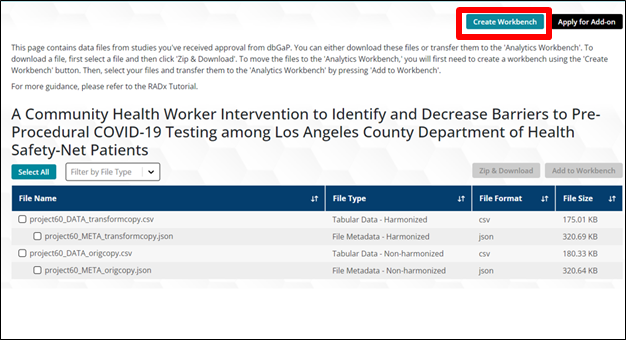 Create Workbench Apply for Add-on
This page contains data files from studies you've received approval from dbGaP. You can either download these files or transfer them to the 'Analytics Workbench'. To
download a file, first select a file and then click 'Zip & Download'. To move the files to the 'Analytics Workbench,' you will first need to create a workbench using the 'Create
Workbench' button. Then, select your files and transfer them to the 'Analytics Workbench' by pressing 'Add to Workbench'.
For more guidance, please refer to the RADx Tutorial.
A Community Health Worker Intervention to Identify and Decrease Barriers to Pre-
Procedural COVID-19 Testing among Los Angeles County Department of Health
Safety-Net Patients
Select All Filter by File Type Zip & Download Add to Workbench
File Name File Type File Format File Size
project60_DATA_transformcopy.csv Tabular Data - Harmonized csv 175.01 KB
project60_META_transformcopy.json File Metadata - Harmonized json 320.69 KB
project60_DATA_origcopy.csv Tabular Data - Non-harmonized csv 180.33 KB
project60_META_origcopy.json File Metadata - Non-harmonized json 320.64 KB